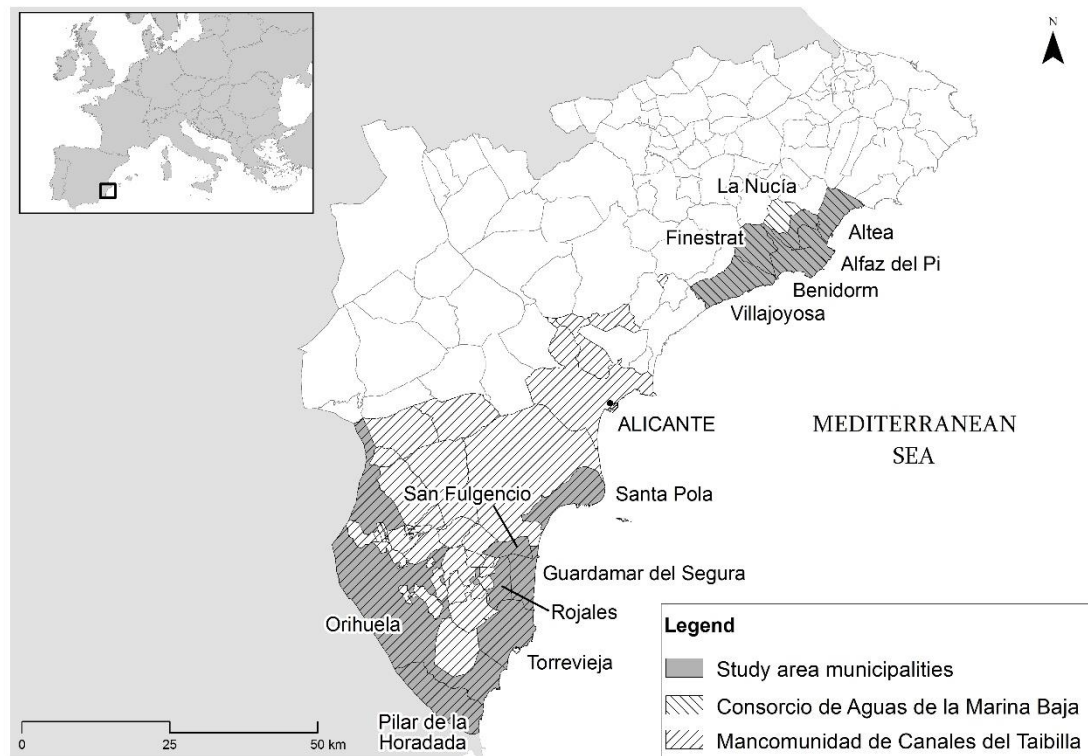 N
La Nucía
Finestrat
Altea
Alfaz del Pi
Benidorm
Villajoyosa
ALICANTE
MEDITERRANEAN
SEA
San Fulgencio
Santa Pola
Guardamar del Segura
Rojales
Orihuela
Torrevieja
Pilar de la
Horadada
0 25 50 km
Legend
Study area municipalities
Consorcio de Aguas de la Marina Baja
Mancomunidad de Canales del Taibilla